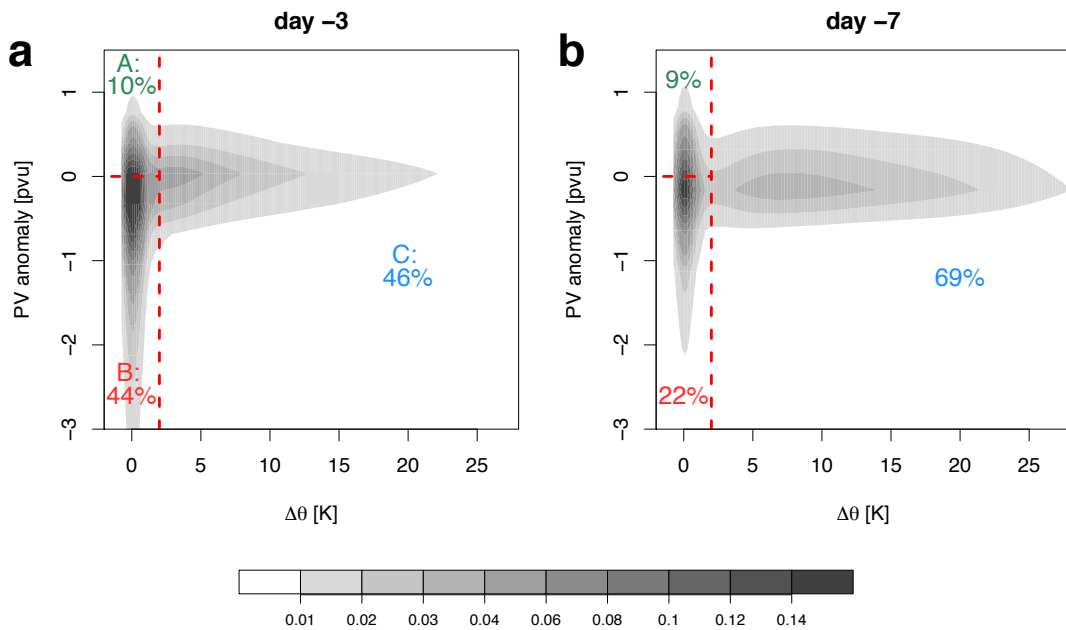 day −3
day −7
a
b
A:
10%
9%
PV anomaly [pvu]
PV anomaly [pvu]
1
0
−1
−2
−3
1
0
−1
−2
−3
C:
46%
69%
B:
44%
22%
0 5 10 15 20 25
0 5 10 15 20 25
Δθ [K]
Δθ [K]
0.01 0.02 0.03 0.04 0.06 0.08 0.1 0.12 0.14